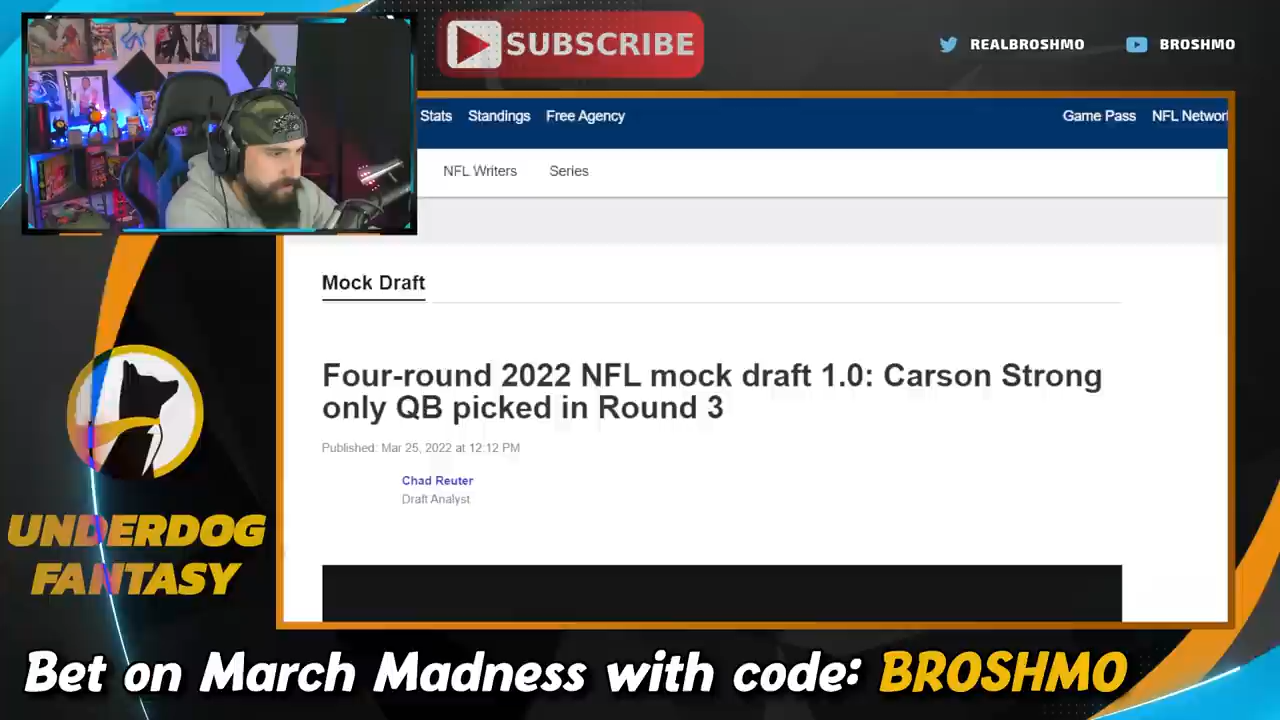 SUBSCRIBE
REALBROSHMO
BROSHMO
Stats Standings Free Agency
Game Pass NFL Networ
NFL Writers Series
Mock Draft
Four-round 2022 NFL mock draft 1.0: Carson Strong
only QB picked in Round 3
Published: Mar 25, 2022 at 12:12 PM
Chad Reuter
Draft Analyst
UNDERDOG
FANTASY
Bet on March Madness with code: BROSHMO